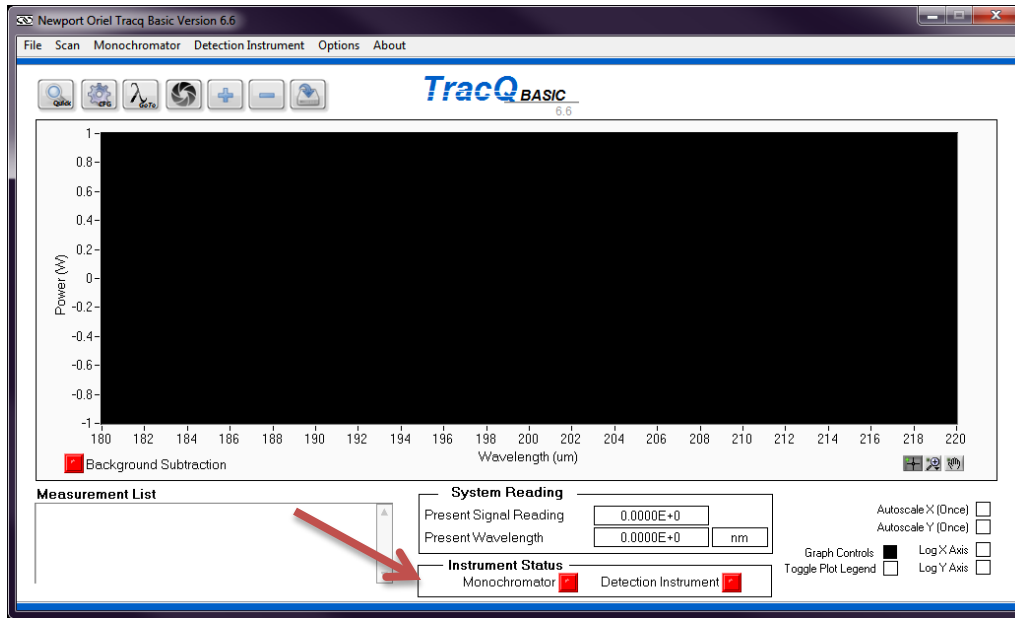 Newport Oriel Tracq Basic Version 6.6
File Scan Monochromator Detection Instrument Options About
Quick CFG λ GoTo
TracQ BASIC
6.6
1
0.8
0.6
0.4
0.2
0
-0.2
-0.4
-0.6
-0.8
-1
Power (W)
180 182 184 186 188 190 192 194 196 198 200 202 204 206 208 210 212 214 216 218 220
Wavelength (um)
Background Subtraction
Measurement List
System Reading
Present Signal Reading 0.0000E+0
Present Wavelength 0.0000E+0 nm
Instrument Status
Monochromator Detection Instrument
Autoscale X (Once)
Autoscale Y (Once)
Graph Controls Log X Axis
Toggle Plot Legend Log Y Axis